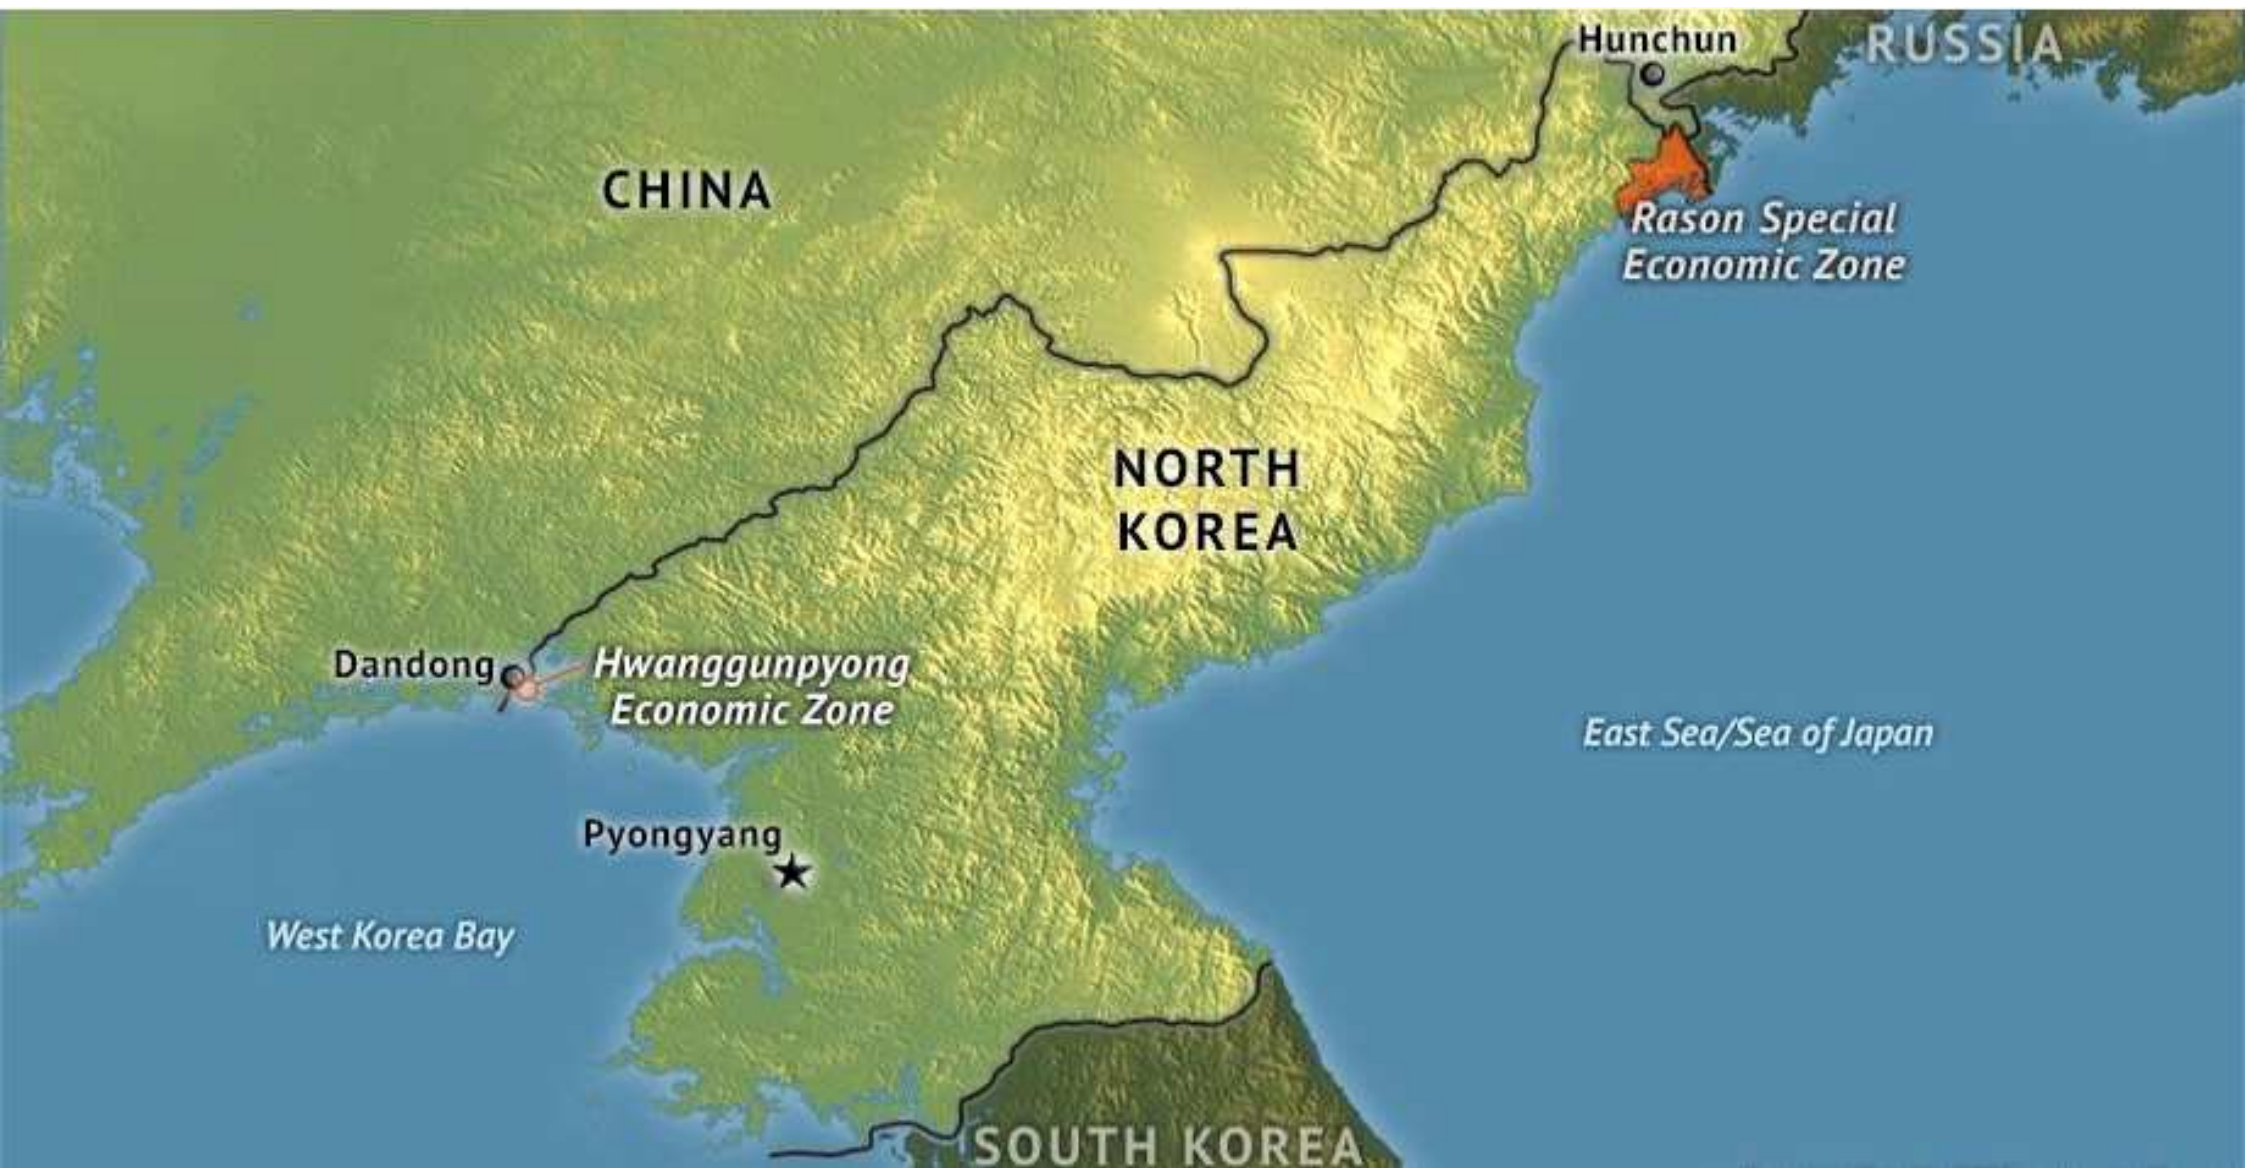 Hunchun
RUSSIA
CHINA
Rason Special
Economic Zone
NORTH
KOREA
Dandong
Hwanggunpyong
Economic Zone
East Sea/Sea of Japan
Pyongyang
West Korea Bay
SOUTH KOREA